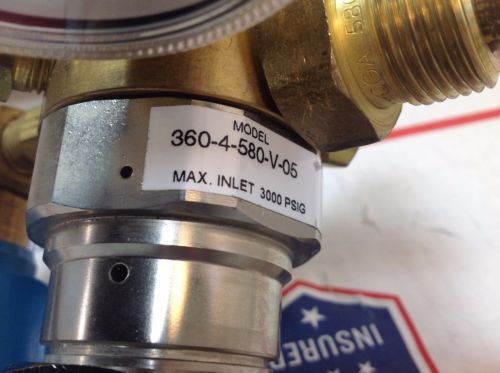 MODEL
360-4-580-V-05
MAX. INLET 3000 PSIG
CGA 580
INSURED